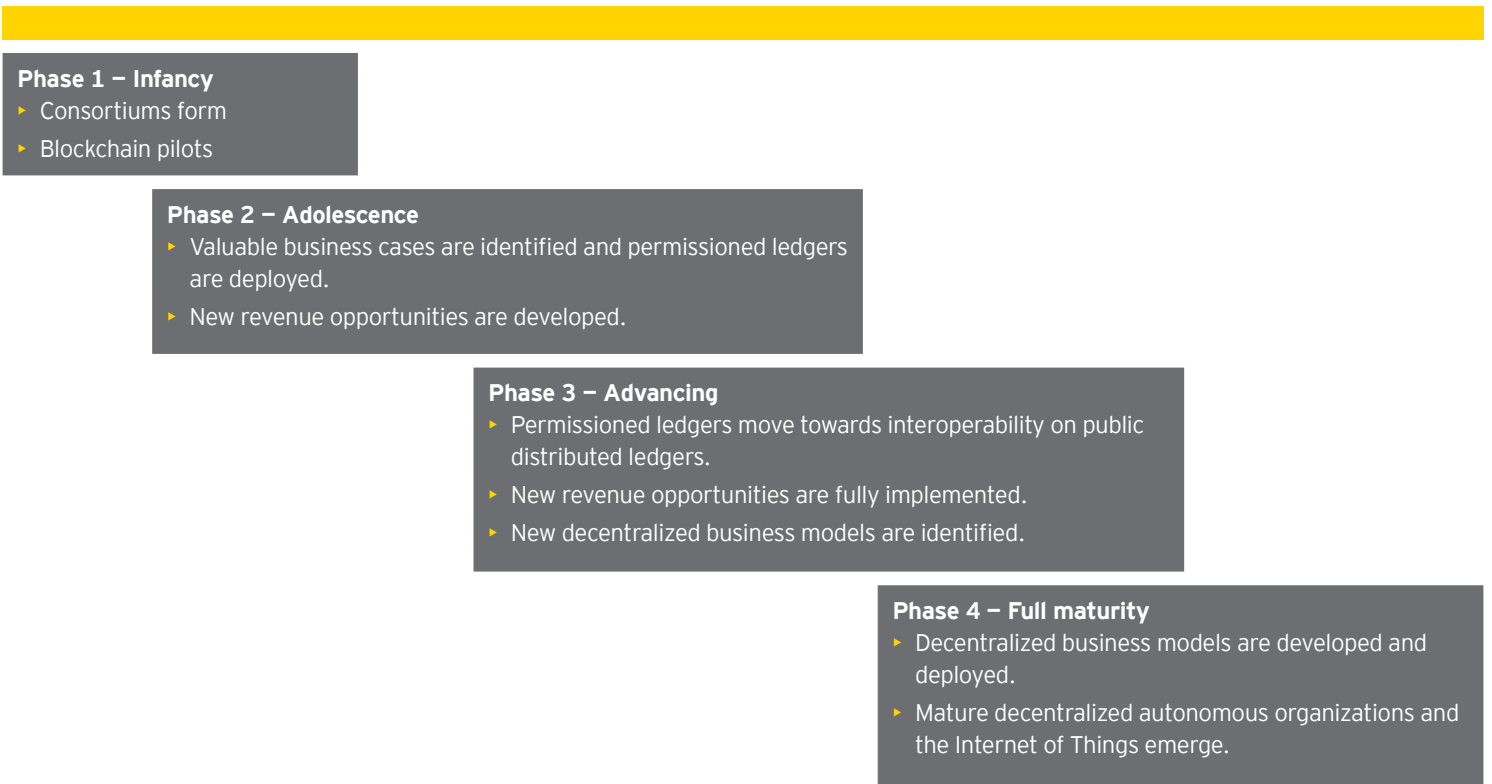 Phase 1 – Infancy
‣ Consortiums form
‣ Blockchain pilots
Phase 2 – Adolescence
‣ Valuable business cases are identified and permissioned ledgers
are deployed.
‣ New revenue opportunities are developed.
Phase 3 – Advancing
‣ Permissioned ledgers move towards interoperability on public
distributed ledgers.
‣ New revenue opportunities are fully implemented.
‣ New decentralized business models are identified.
Phase 4 – Full maturity
‣ Decentralized business models are developed and
deployed.
‣ Mature decentralized autonomous organizations and
the Internet of Things emerge.